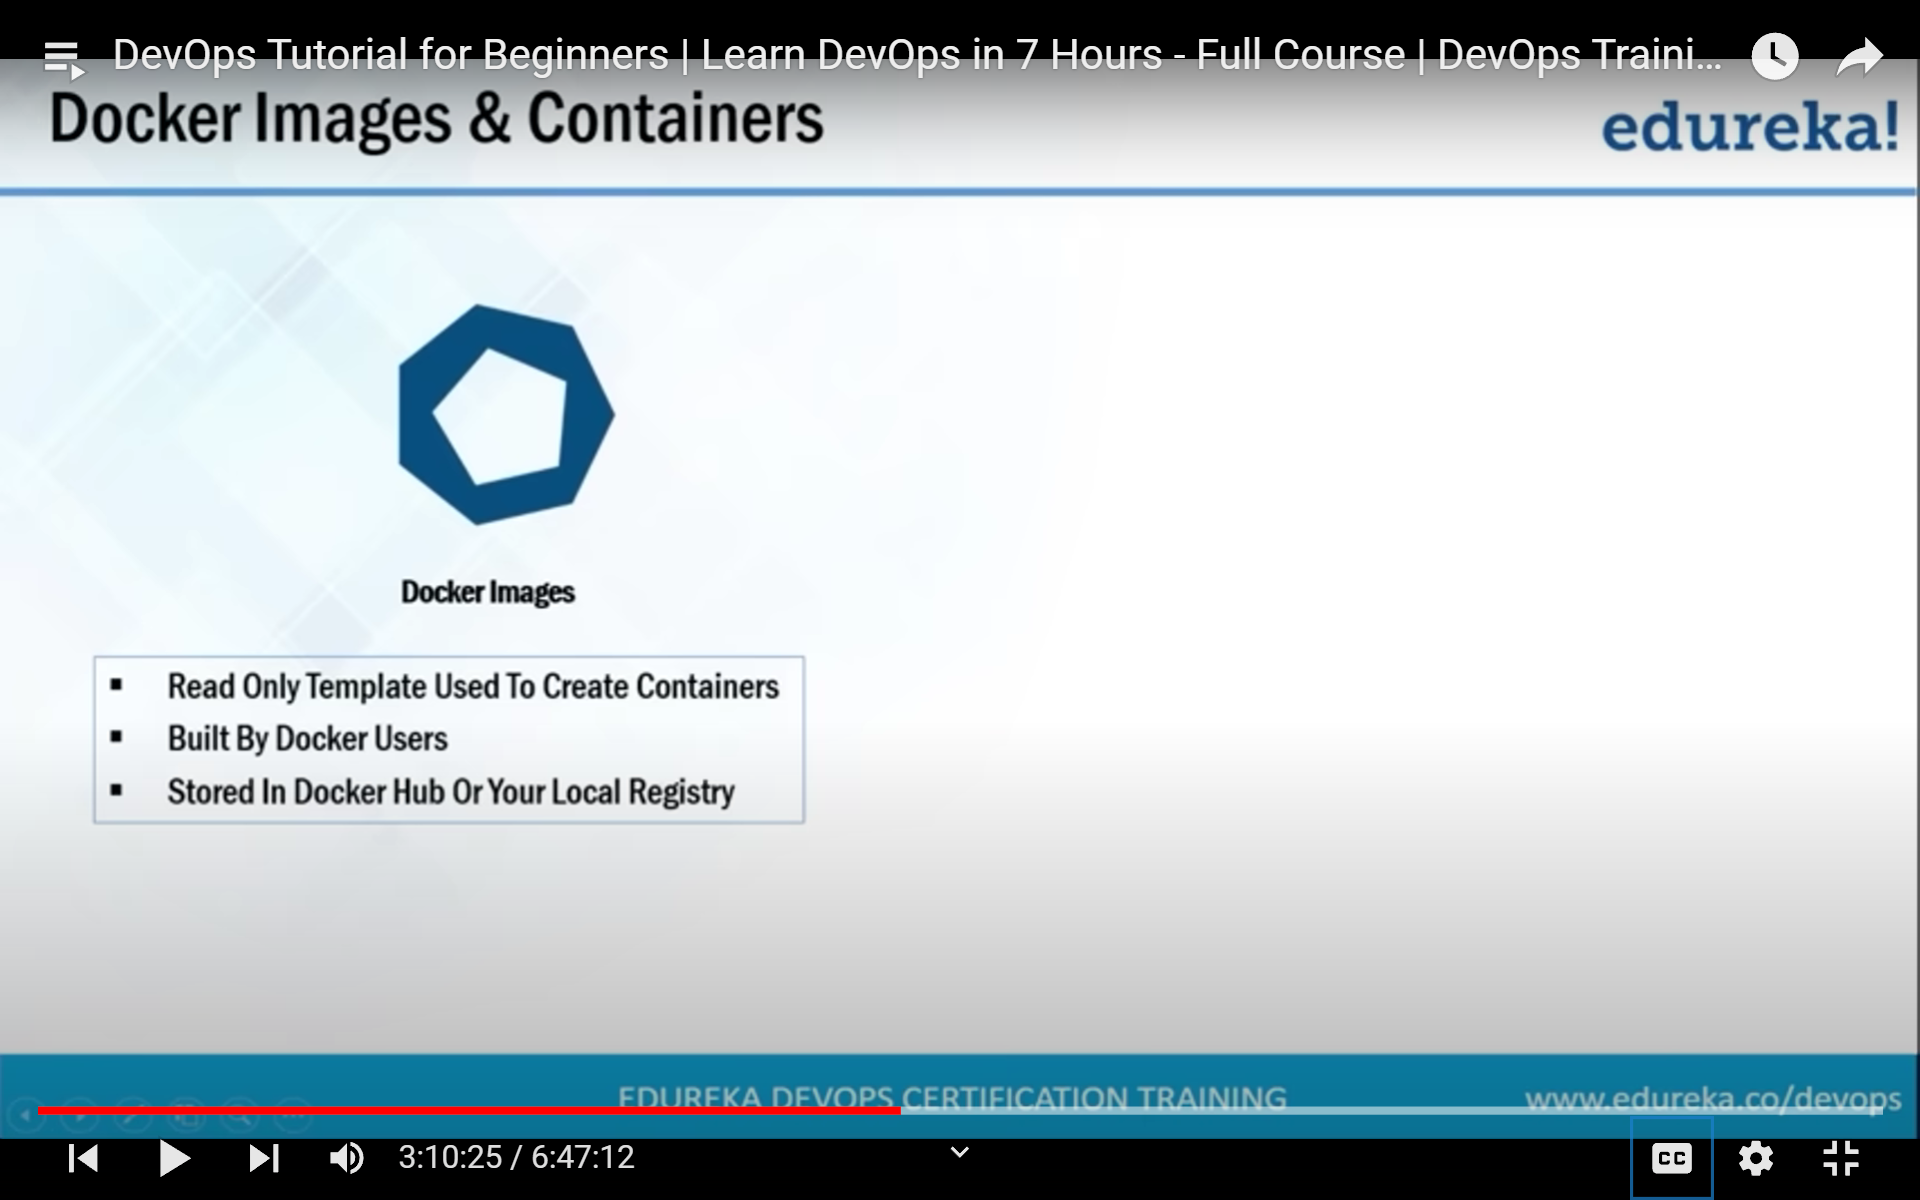 DevOps Tutorial for Beginners | Learn DevOps in 7 Hours - Full Course | DevOps Traini...
Docker Images & Containers
edureka!
Docker Images
▪ Read Only Template Used To Create Containers
▪ Built By Docker Users
▪ Stored In Docker Hub Or Your Local Registry
EDUREKA DEVOPS CERTIFICATION TRAINING
www.edureka.co/devops
3:10:25 / 6:47:12
CC